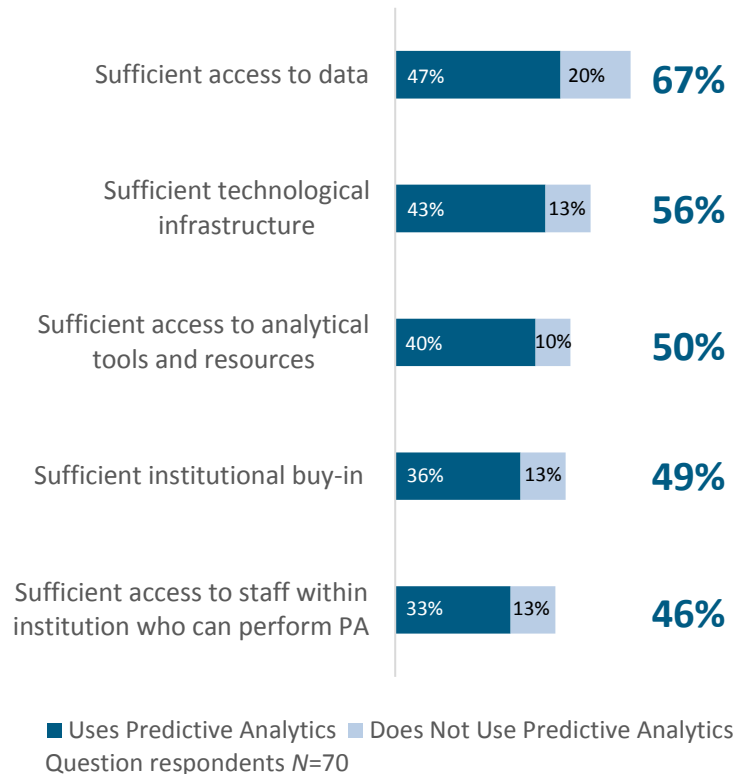 Sufficient access to data
47%
20%
67%
Sufficient technological
infrastructure
43%
13%
56%
Sufficient access to analytical
tools and resources
40%
10%
50%
Sufficient institutional buy-in
36%
13%
49%
Sufficient access to staff within
institution who can perform PA
33%
13%
46%
Uses Predictive Analytics Does Not Use Predictive Analytics
Question respondents N=70